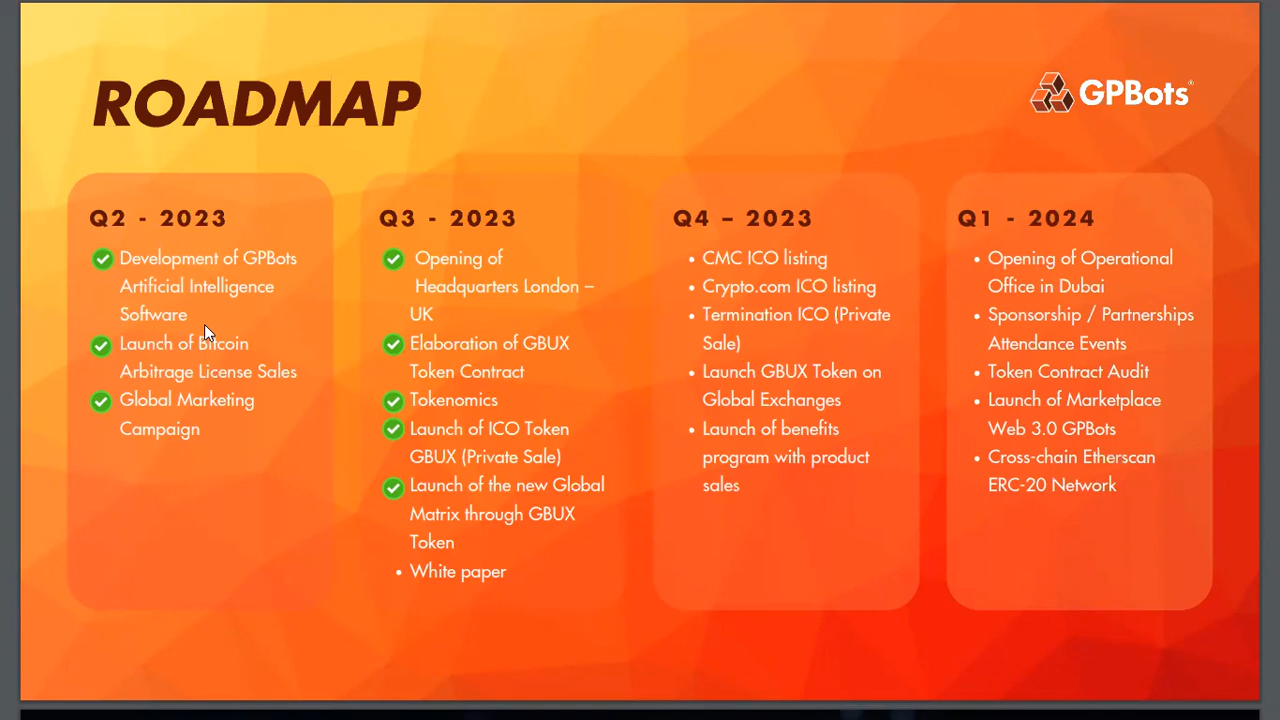 ROADMAP
GPBots®
Q2 - 2023
Development of GPBots
Artificial Intelligence
Software
Launch of Bitcoin
Arbitrage License Sales
Global Marketing
Campaign
Q3 - 2023
Opening of
Headquarters London –
UK
Elaboration of GBUX
Token Contract
Tokenomics
Launch of ICO Token
GBUX (Private Sale)
Launch of the new Global
Matrix through GBUX
Token
• White paper
Q4 – 2023
• CMC ICO listing
• Crypto.com ICO listing
• Termination ICO (Private
Sale)
• Launch GBUX Token on
Global Exchanges
• Launch of benefits
program with product
sales
Q1 - 2024
• Opening of Operational
Office in Dubai
• Sponsorship / Partnerships
Attendance Events
• Token Contract Audit
• Launch of Marketplace
Web 3.0 GPBots
• Cross-chain Etherscan
ERC-20 Network